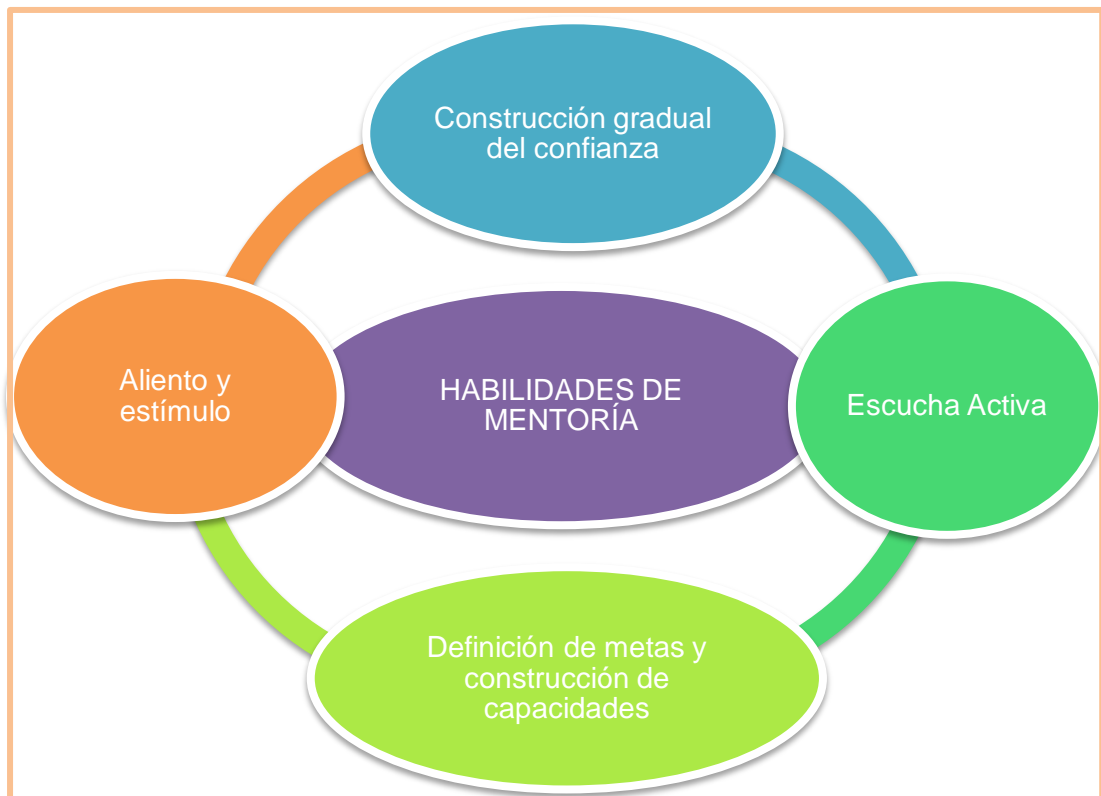 Construcción gradual
del confianza
Aliento y
estímulo
HABILIDADES DE
MENTORÍA
Escucha Activa
Definición de metas y
construcción de
capacidades